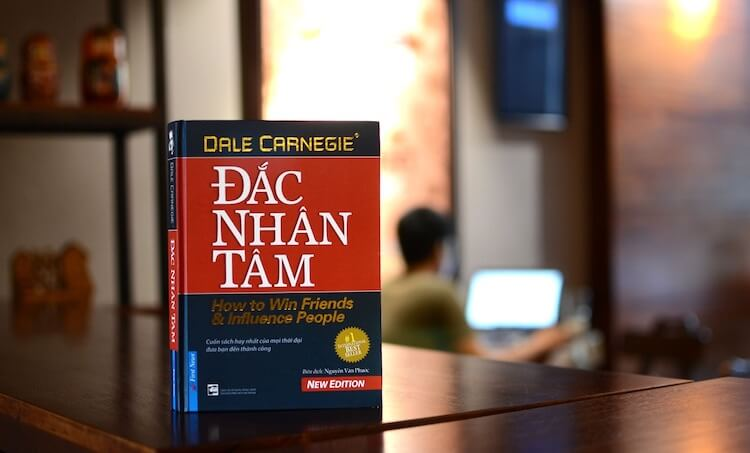 DALE CARNEGIE
ĐẮC
NHÂN
TÂM
How to Win Friends
& Influence People
Cuốn sách hay nhất của mọi thời đại
đưa bạn đến thành công
#1
BEST
SELLER
Biên dịch: Nguyễn Văn Phước
NEW EDITION
DALE CARNEGIE
ĐẮC NHÂN TÂM
First News